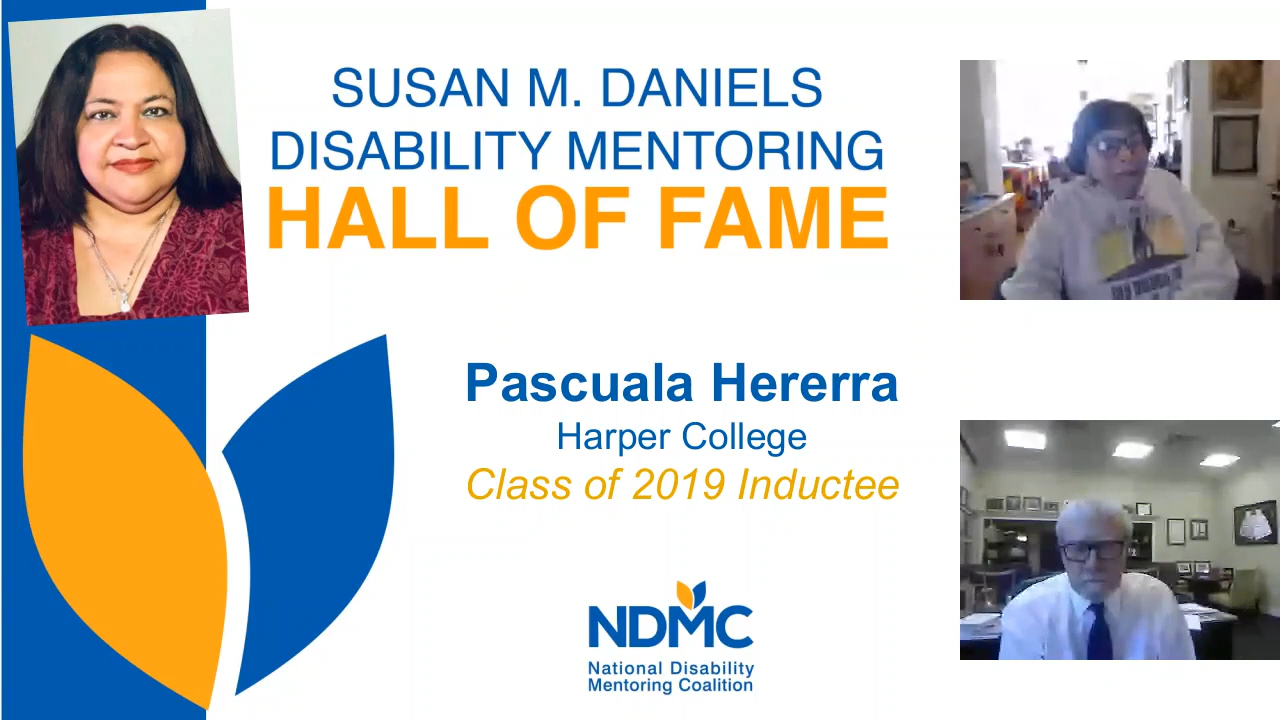 SUSAN M. DANIELS
DISABILITY MENTORING
HALL OF FAME
Pascuala Hererra
Harper College
Class of 2019 Inductee
NDMC
National Disability
Mentoring Coalition